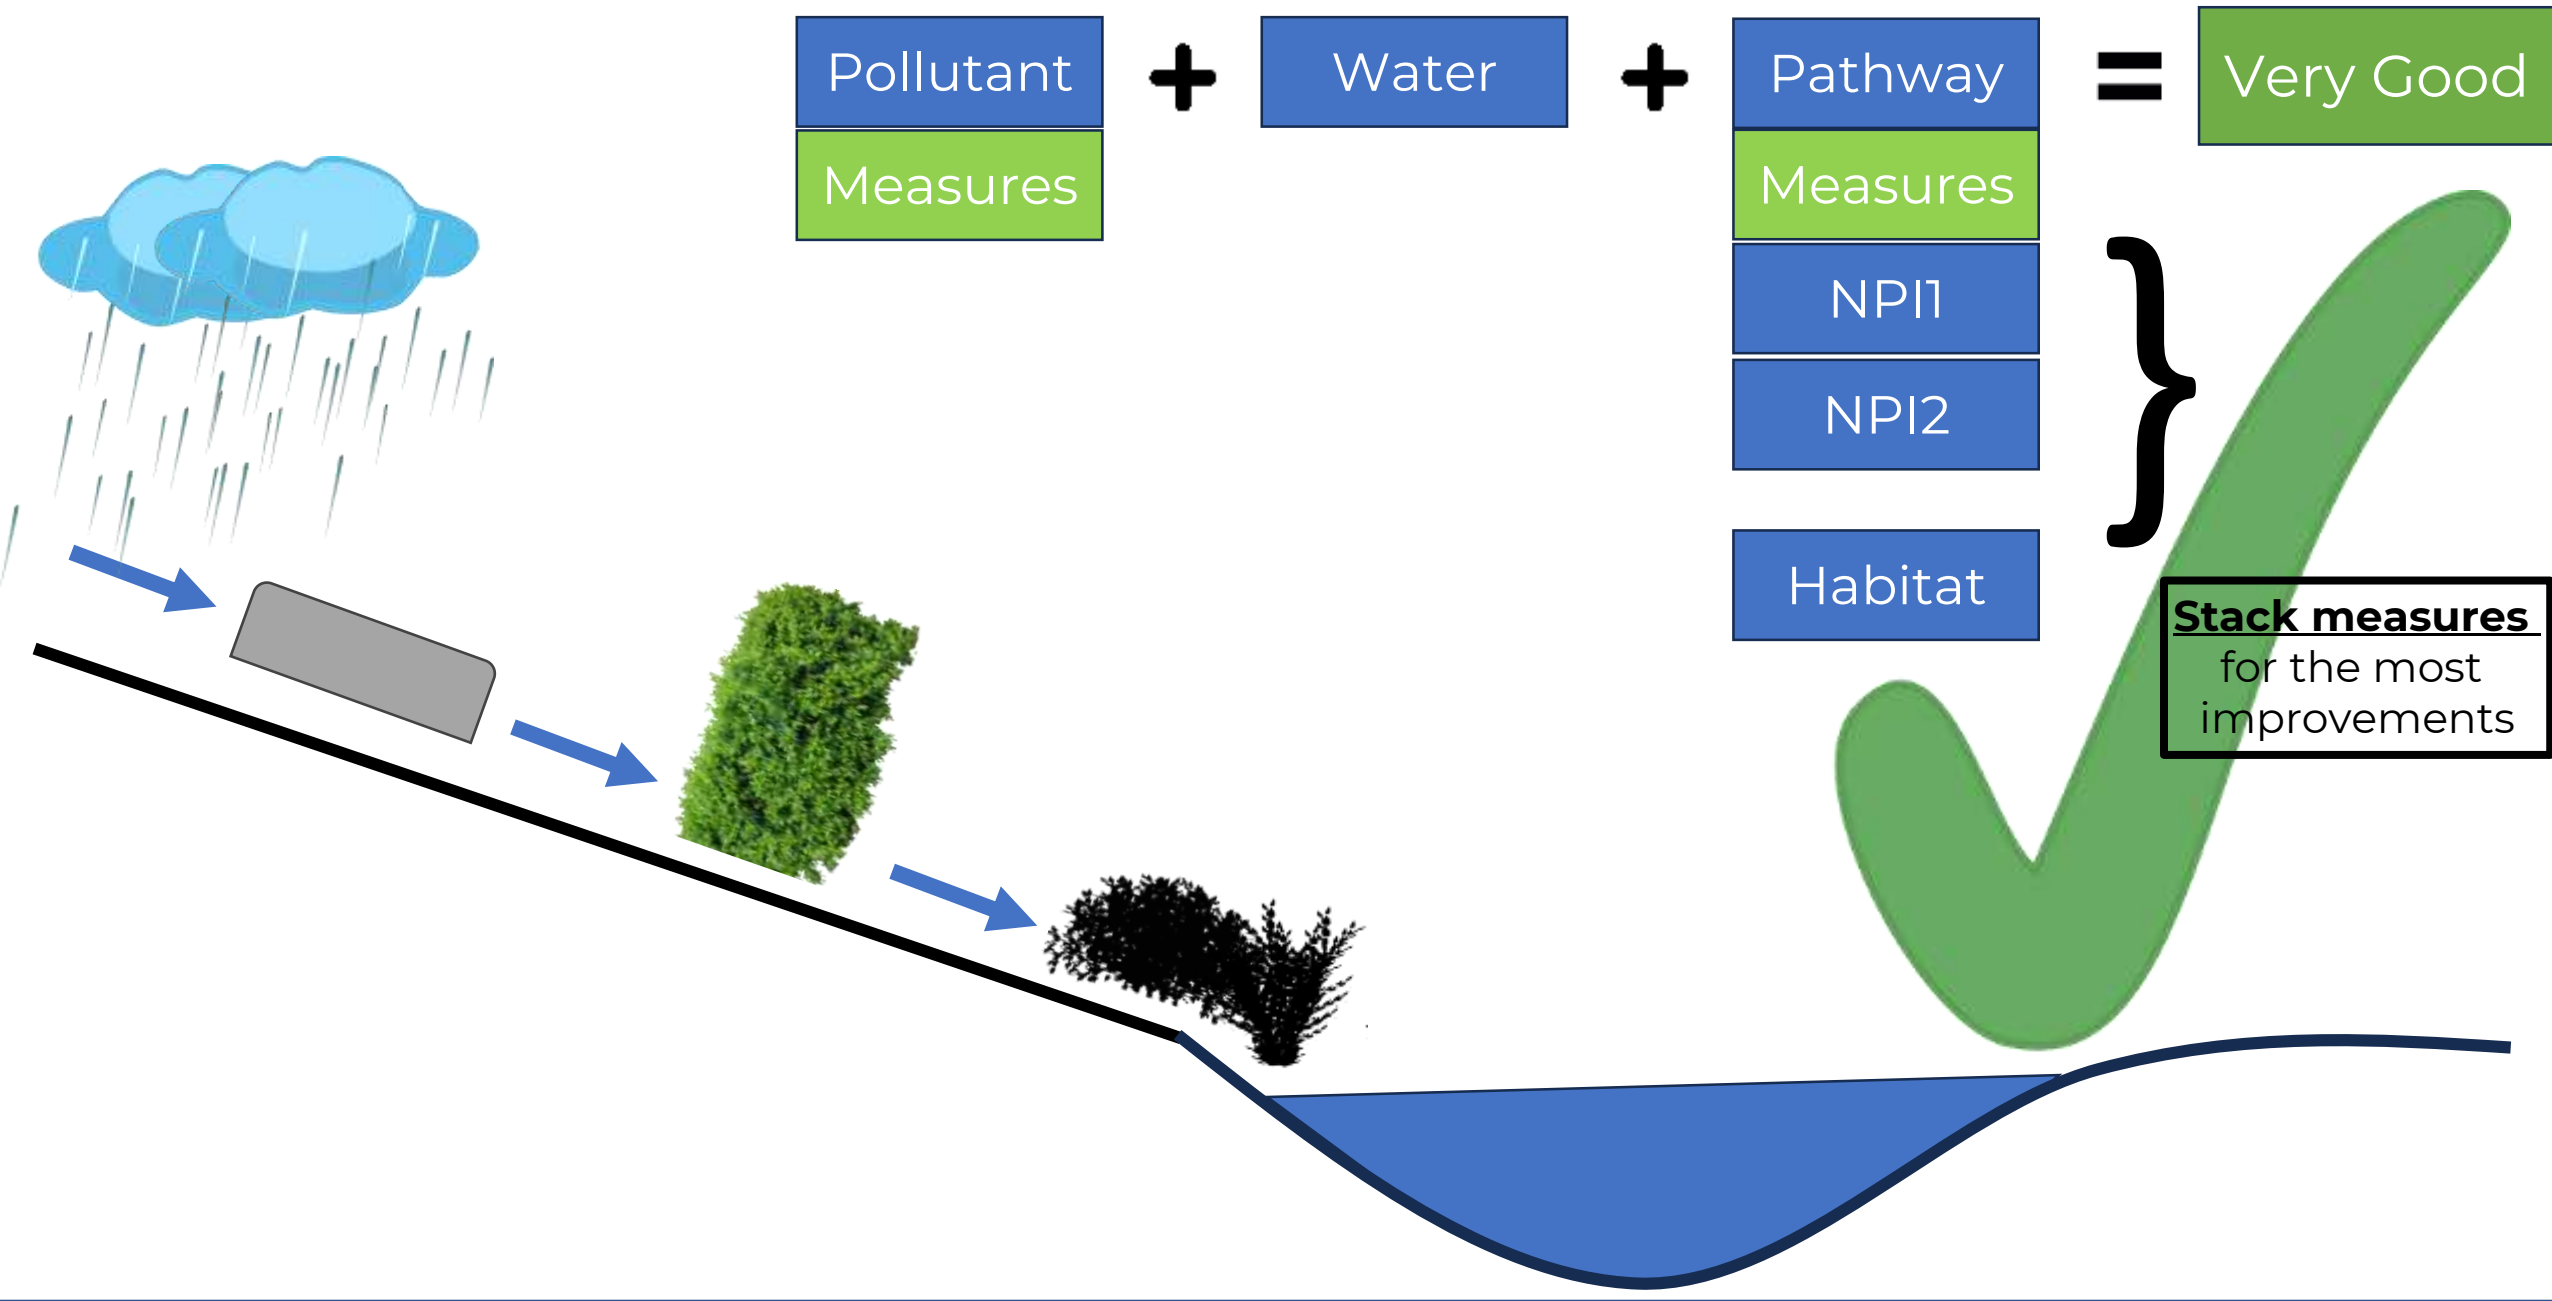 Pollutant + Water + Pathway = Very Good
Measures
Measures
NPI1
NPI2
Habitat
}
Stack measures
for the most
improvements